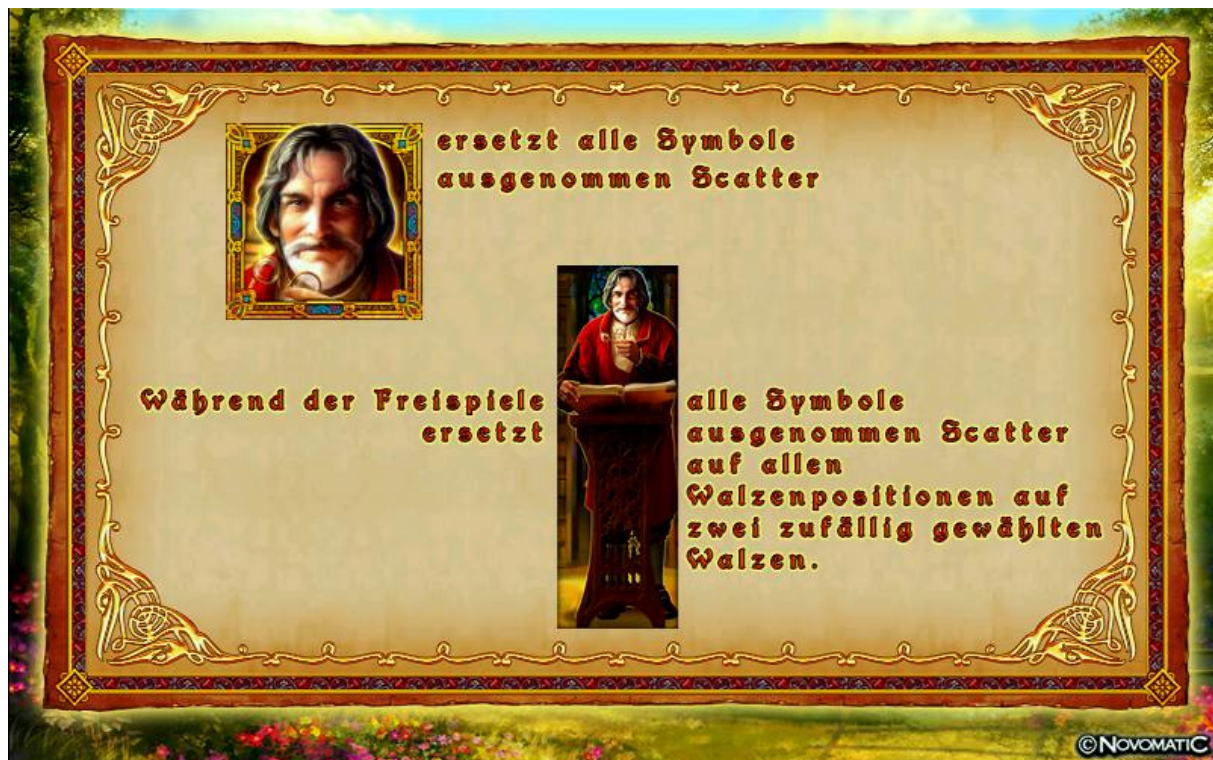 ersetzt alle Symbole
ausgenommen Scatter
Während der Freispiele
ersetzt
alle Symbole
ausgenommen Scatter
auf allen
Walzenpositionen auf
zwei zufällig gewählten
Walzen.
©NOVOMATIC